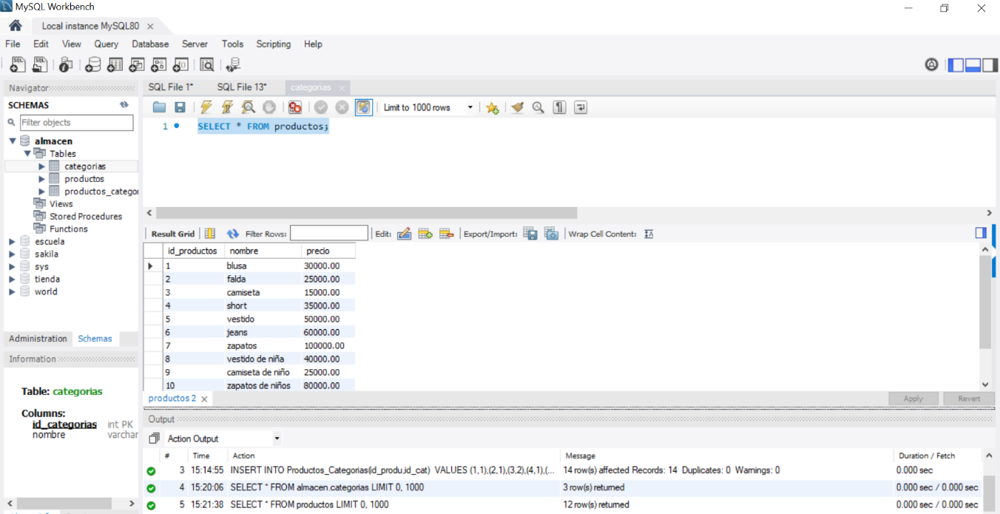 MySQL Workbench
Local instance MySQL80
File Edit View Query Database Server Tools Scripting Help
Navigator
SCHEMAS
Filter objects
almacen
Tables
categorias
productos
productos_categor
Views
Stored Procedures
Functions
escuela
sakila
sys
tienda
world
Administration Schemas
Information
Table: categorias
Columns:
id_categorias int PK
nombre varchar
SQL File 1* SQL File 13* categorias
Limit to 1000 rows
1 SELECT * FROM productos;
Result Grid Filter Rows: Edit: Export/Import: Wrap Cell Content:
id_productos nombre precio
1 blusa 30000.00
2 falda 25000.00
3 camiseta 15000.00
4 short 35000.00
5 vestido 50000.00
6 jeans 60000.00
7 zapatos 100000.00
8 vestido de niña 40000.00
9 camiseta de niño 25000.00
10 zapatos de niños 80000.00
productos 2 Apply Revert
Output
Action Output
# Time Action Message Duration / Fetch
3 15:14:55 INSERT INTO Productos_Categorias(id_produ,id_cat) VALUES (1,1),(2,1),(3,2),(4,1),(... 14 row(s) affected Records: 14 Duplicates: 0 Warnings: 0 0.000 sec
4 15:20:06 SELECT * FROM almacen.categorias LIMIT 0, 1000 3 row(s) returned 0.000 sec / 0.000 sec
5 15:21:38 SELECT * FROM productos LIMIT 0, 1000 12 row(s) returned 0.000 sec / 0.000 sec